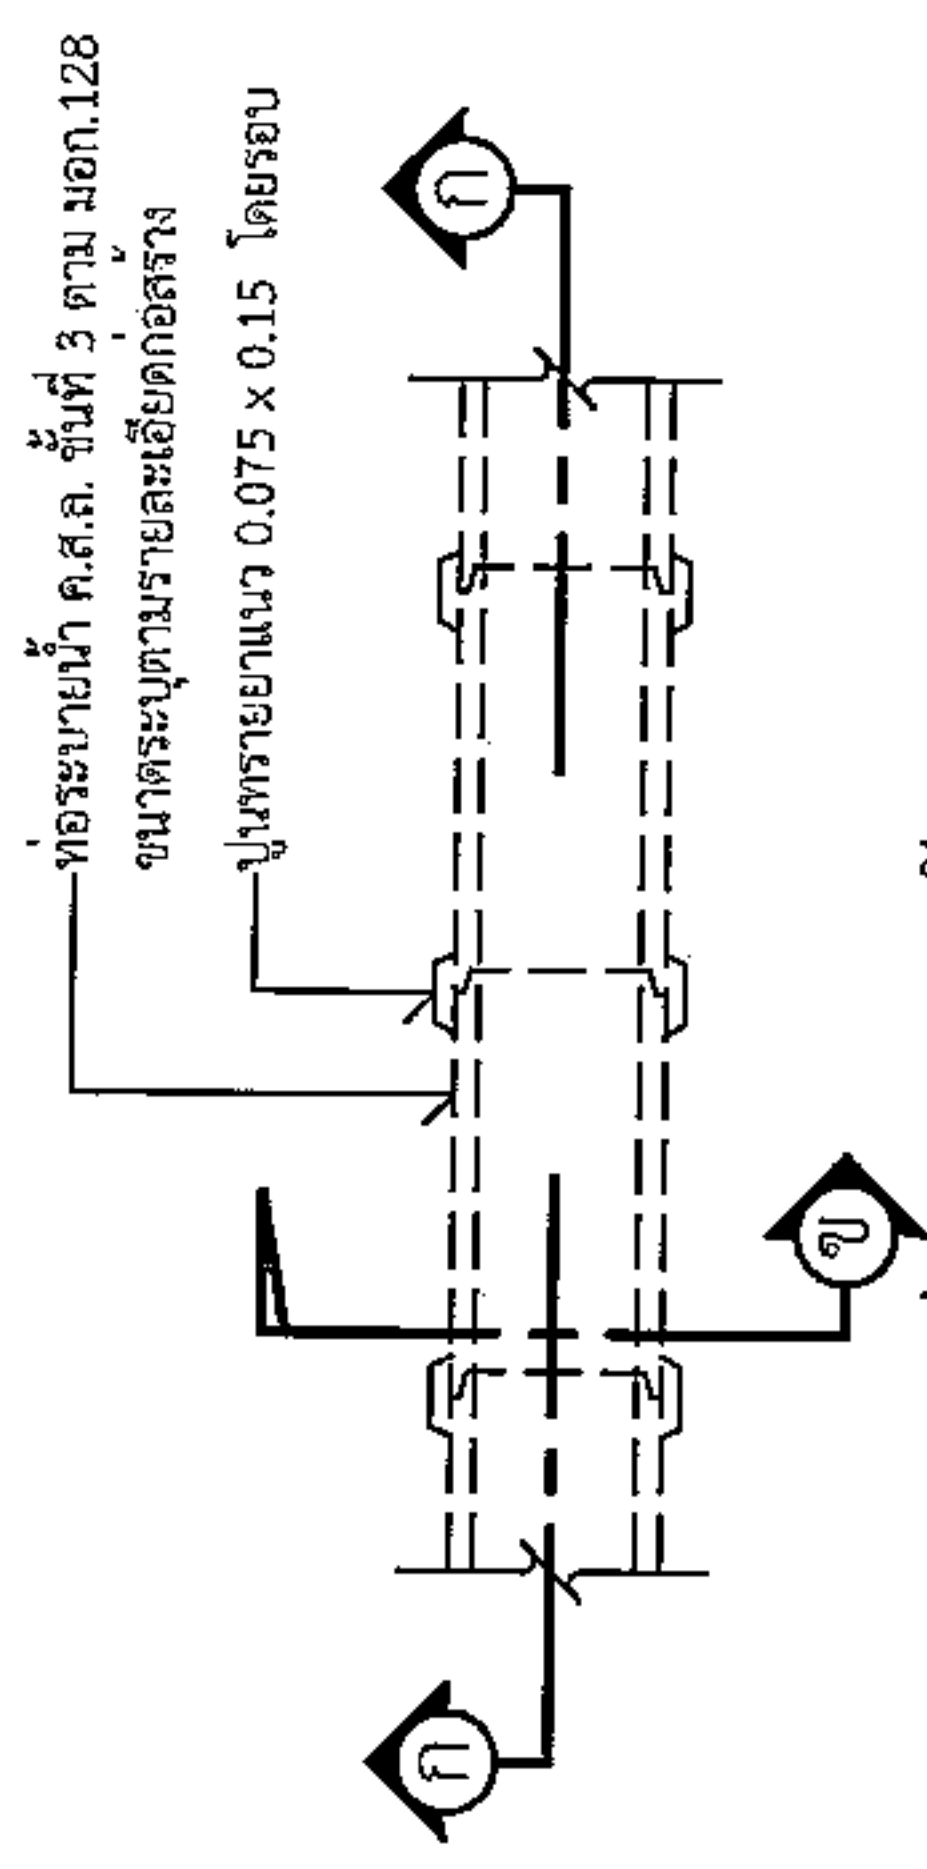 ท่อระบายน้ำ ค.ส.ล. ชั้นที่ 3 ตาม มอก.128
ขนาดระบุตามรายละเอียดก่อสร้าง
ปูนทรายยาแนว 0.075 x 0.15 โดยรอบ
ก
ก
ข